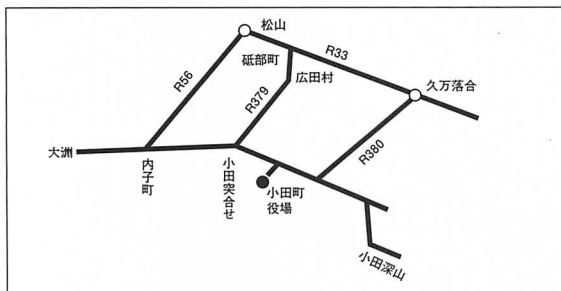 松山
R33
砥部町
R56
広田村
久万落合
R379
大洲
R380
内子町
小田突合せ
小田町
役場
小田深山